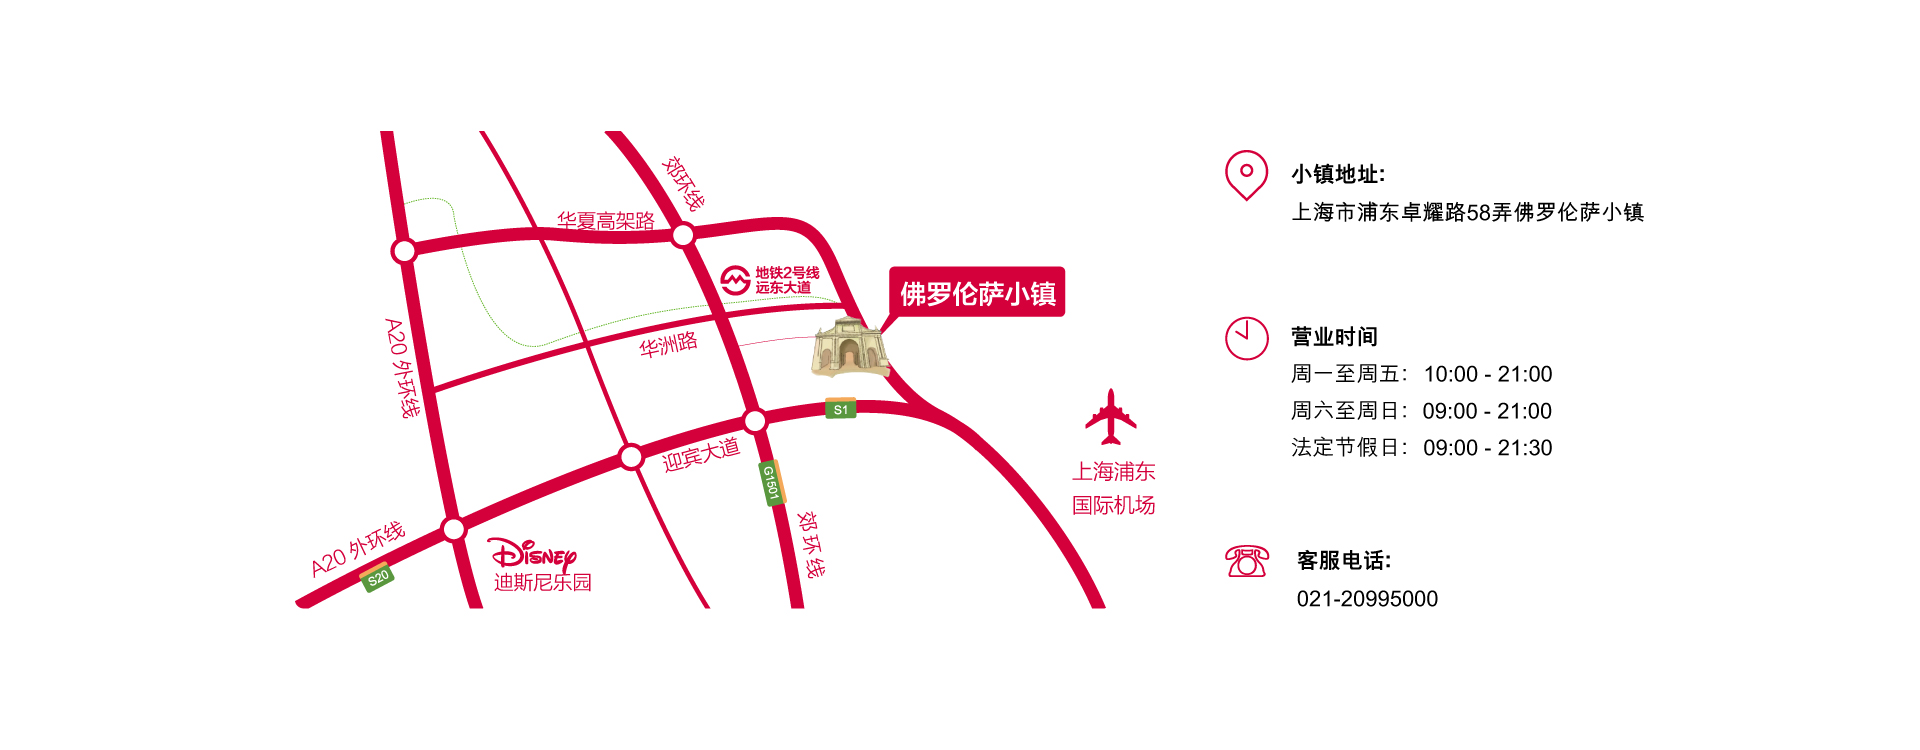 郊环线
华夏高架路
地铁2号线
远东大道
佛罗伦萨小镇
A20 外环线
华洲路
S1
迎宾大道
G1501
上海浦东
国际机场
郊环线
A20 外环线
S20
Disney
迪斯尼乐园
小镇地址:
上海市浦东卓耀路58弄佛罗伦萨小镇
营业时间
周一至周五： 10:00 - 21:00
周六至周日： 09:00 - 21:00
法定节假日： 09:00 - 21:30
客服电话:
021-20995000